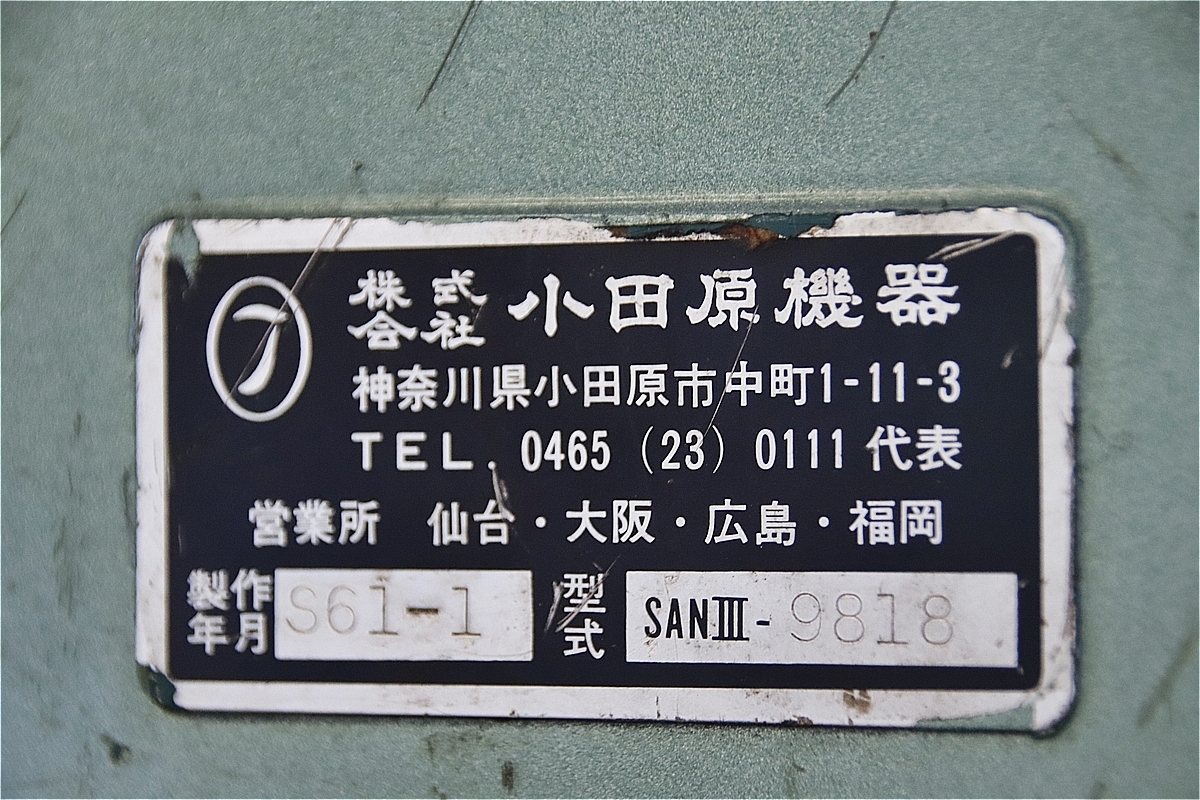 株式会社 小田原機器
神奈川県小田原市中町1-11-3
TEL. 0465 (23) 0111 代表
営業所 仙台・大阪・広島・福岡
製作年月 S61-1 型式 SANⅢ-9818